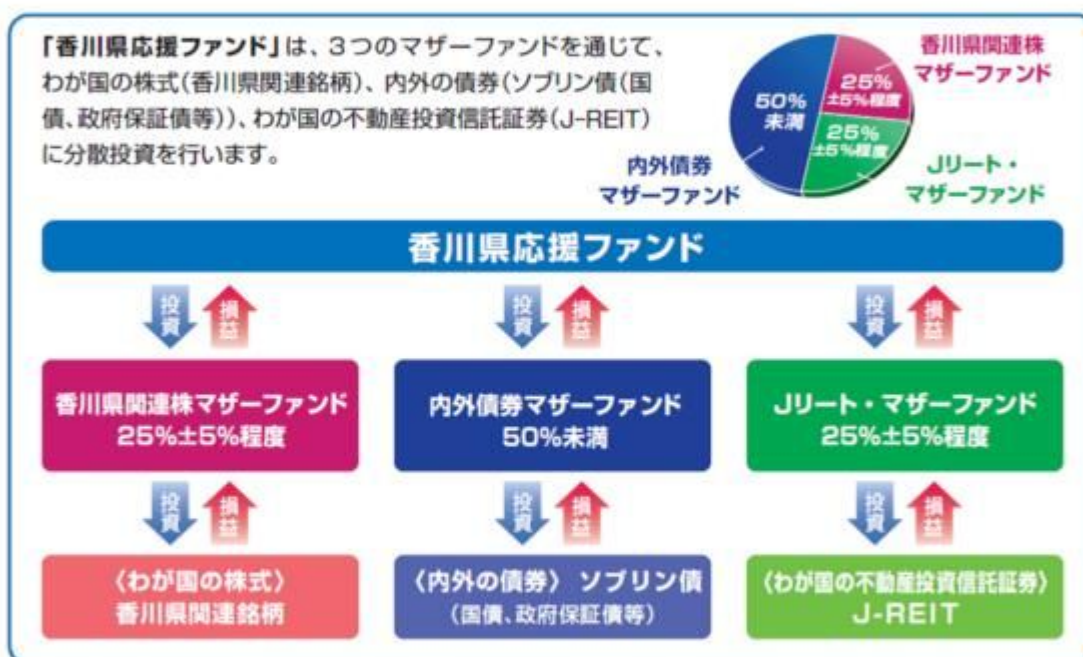 「香川県応援ファンド」は、3つのマザーファンドを通じて、
わが国の株式(香川県関連銘柄)、内外の債券(ソブリン債(国
債、政府保証債等))、わが国の不動産投資信託証券(J-REIT)
に分散投資を行います。
香川県関連株
マザーファンド
25%
±5%程度
50%
未満
25%
±5%程度
内外債券
マザーファンド
Jリート・
マザーファンド
香川県応援ファンド
投資
損益
投資
損益
投資
損益
香川県関連株マザーファンド
25%±5%程度
内外債券マザーファンド
50%未満
Jリート・マザーファンド
25%±5%程度
投資
損益
投資
損益
投資
損益
〈わが国の株式〉
香川県関連銘柄
〈内外の債券〉 ソブリン債
(国債、政府保証債等)
〈わが国の不動産投資信託証券〉
J-REIT